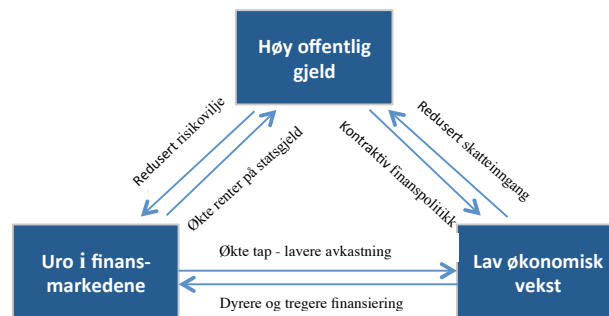 Høy offentlig
gjeld
Redusert risikovilje
Økte renter på statsgjeld
Kontraktiv finanspolitikk
Redusert skatteinngang
Uro i finans-
markedene
Økte tap - lavere avkastning
Dyrere og tregere finansiering
Lav økonomisk
vekst